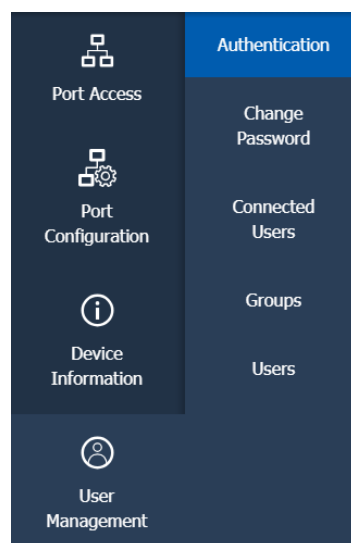 Port Access
Port
Configuration
Device
Information
User
Management
Authentication
Change
Password
Connected
Users
Groups
Users